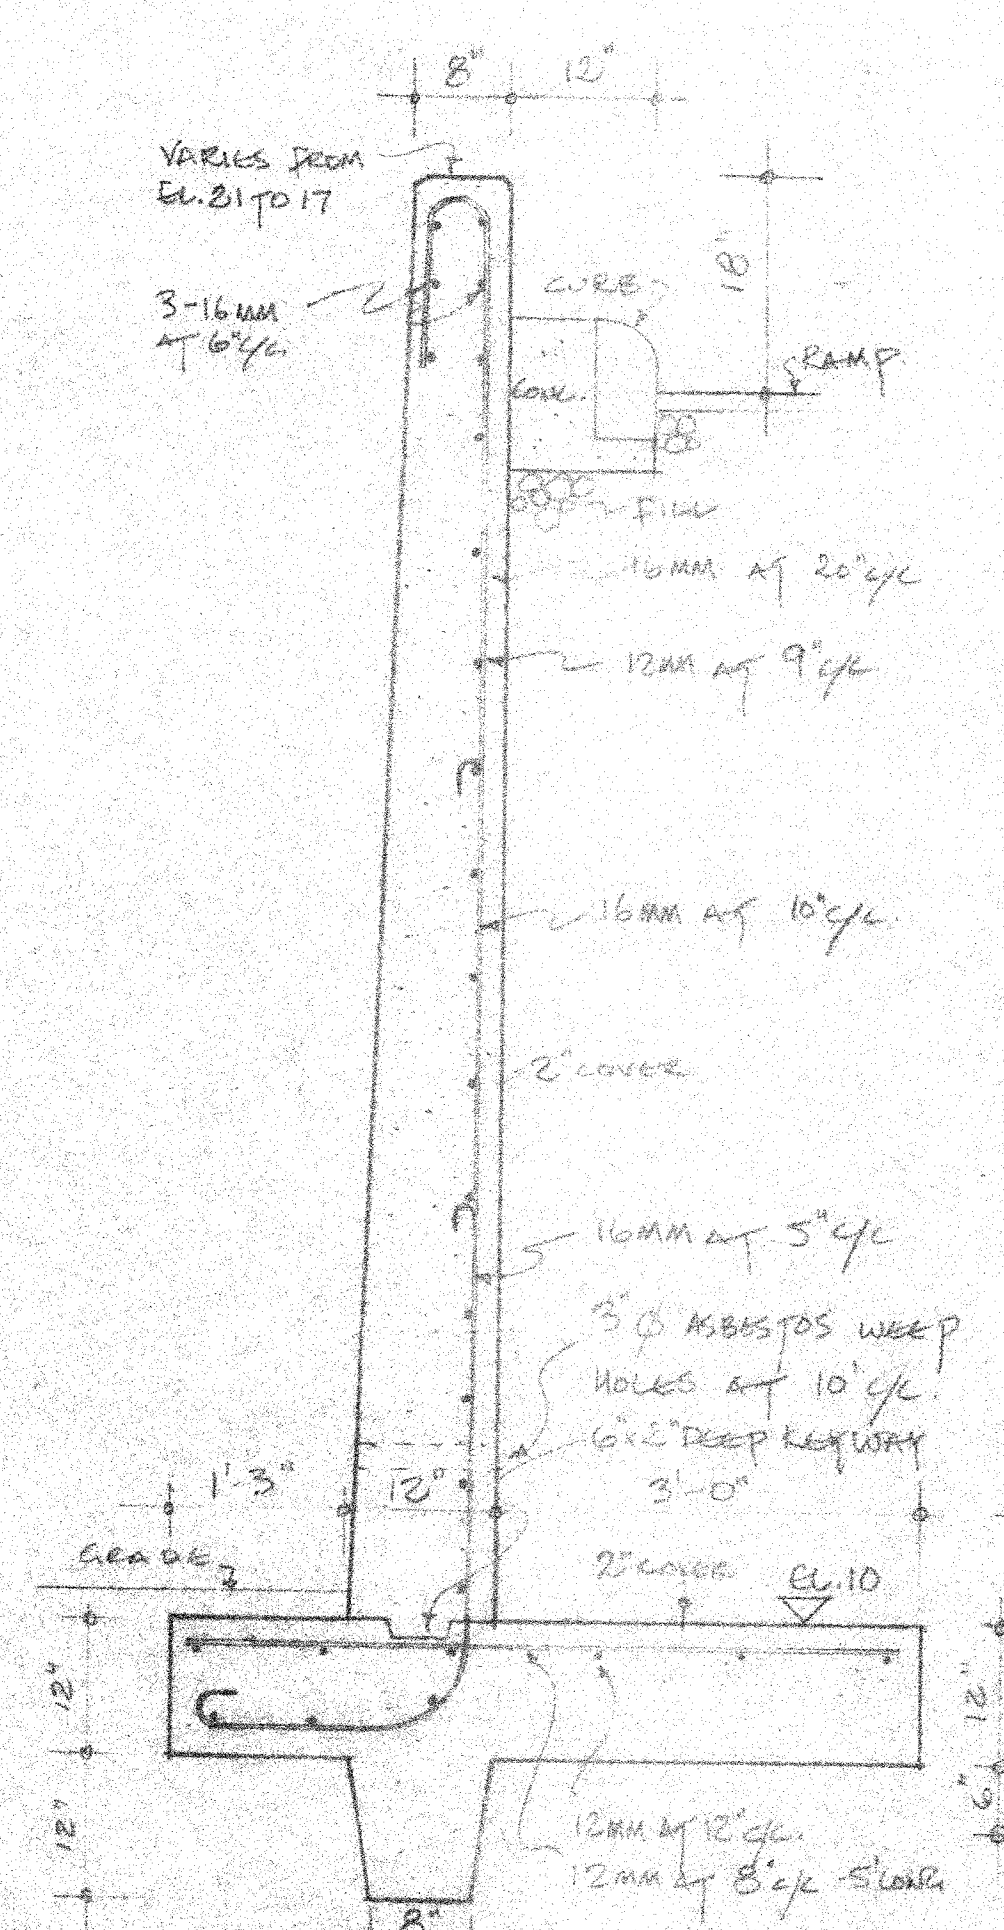 8" 12"
VARIES FROM
EL. 21 TO 17
18"
3-16MM
AT 6"c/c
CURB
RAMP.
CONC.
FILL
16MM AT 20"c/c
12MM AT 9"c/c
16MM AT 10"c/c.
2" COVER
16MM AT 5"c/c
3"Ø ASBESTOS WEEP
HOLES AT 10'c/c.
6"x2" DEEP KEYWAY
1'-3" 12" 3'-0"
GRADE
2"COVER
EL.10
12" 12"
6"
12"
12MM AT 12"c/c.
12MM AT 8"c/c -5'LONG
8"